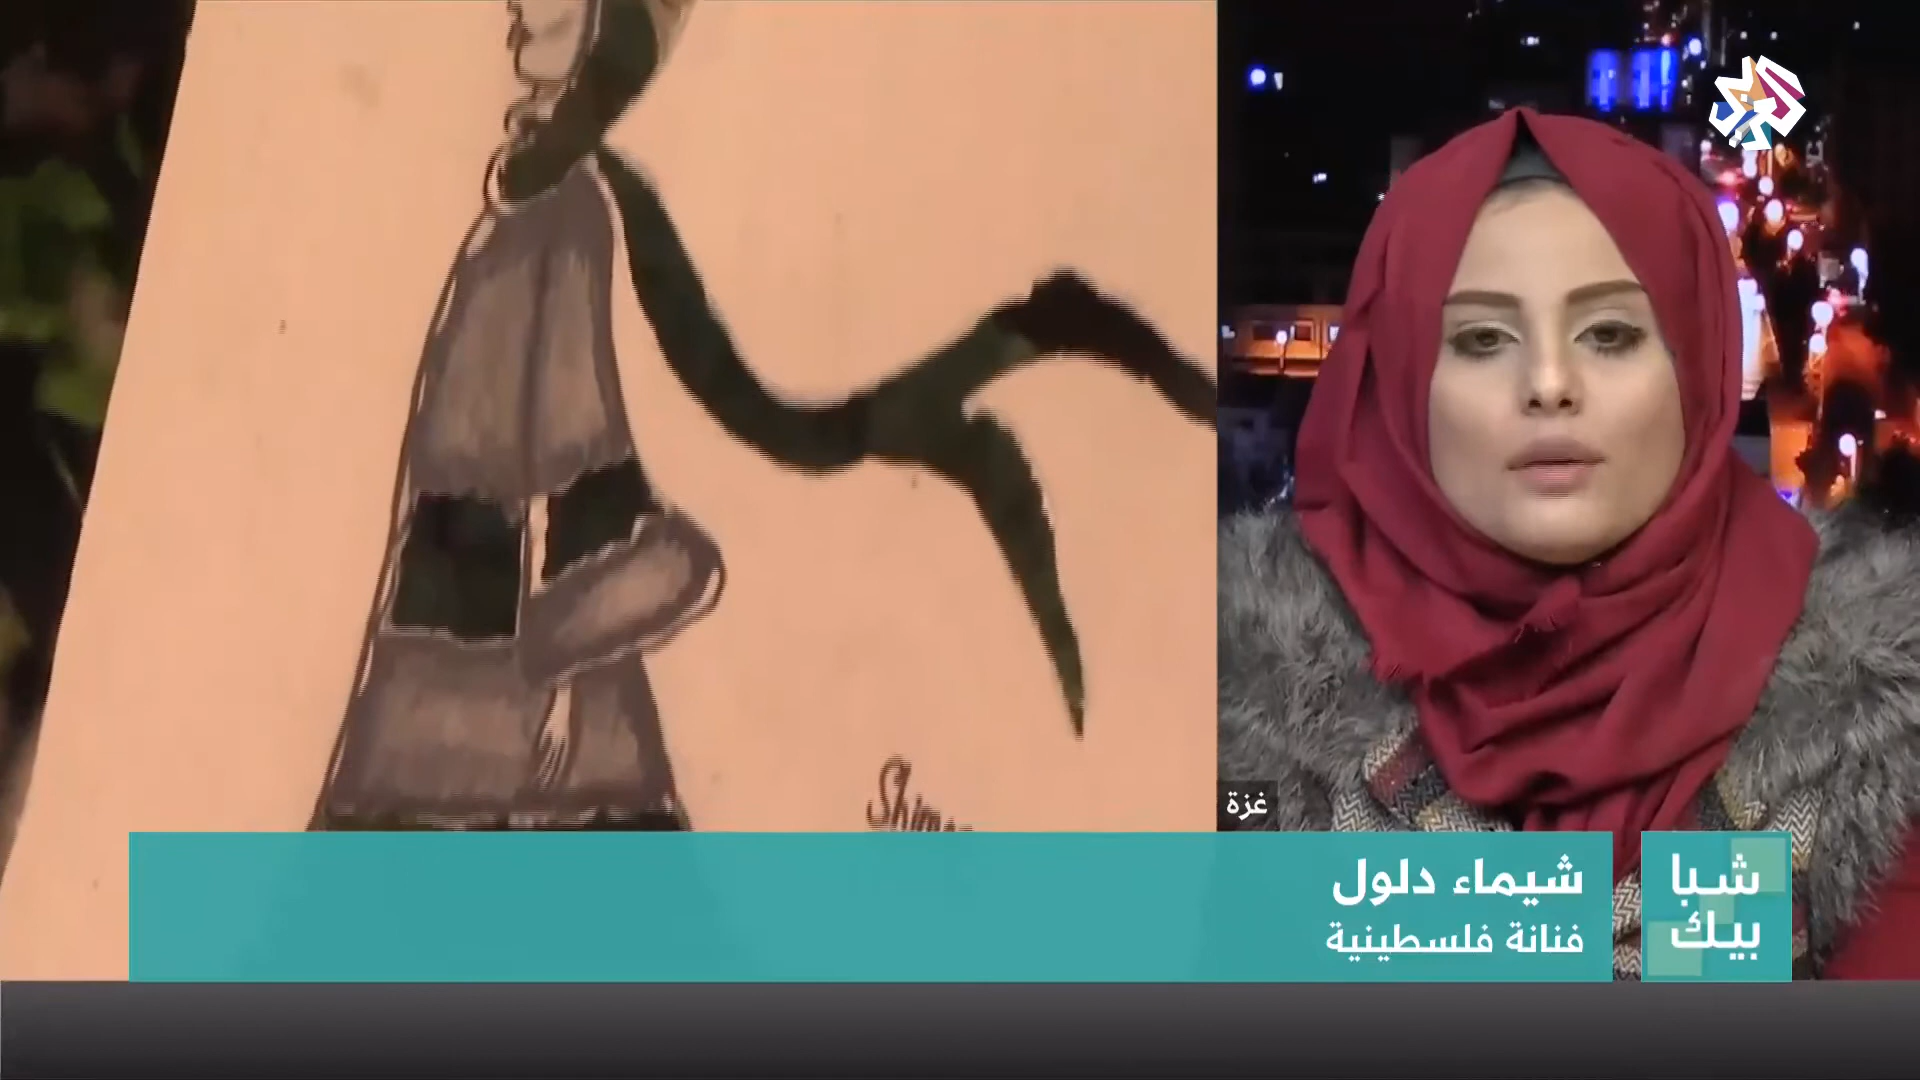 غزة
شيماء دلول
فنانة فلسطينية
شبا
بيك